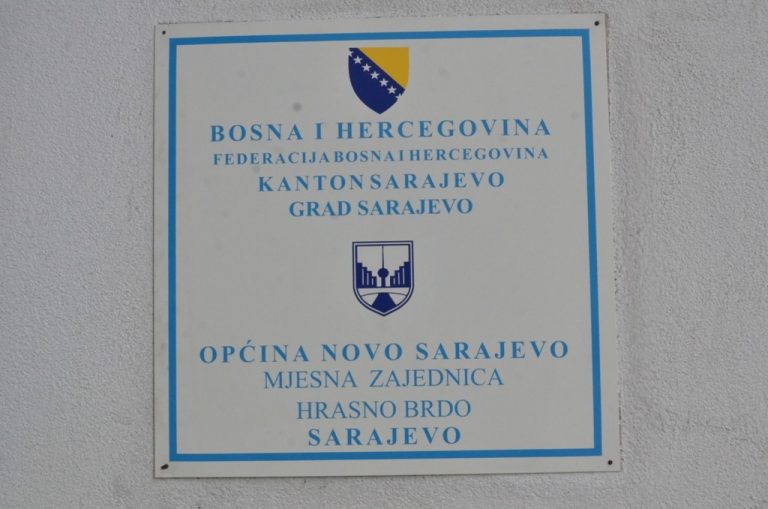 BOSNA I HERCEGOVINA
FEDERACIJA BOSNA I HERCEGOVINA
KANTON SARAJEVO
GRAD SARAJEVO
OPĆINA NOVO SARAJEVO
MJESNA ZAJEDNICA
HRASNO BRDO
SARAJEVO